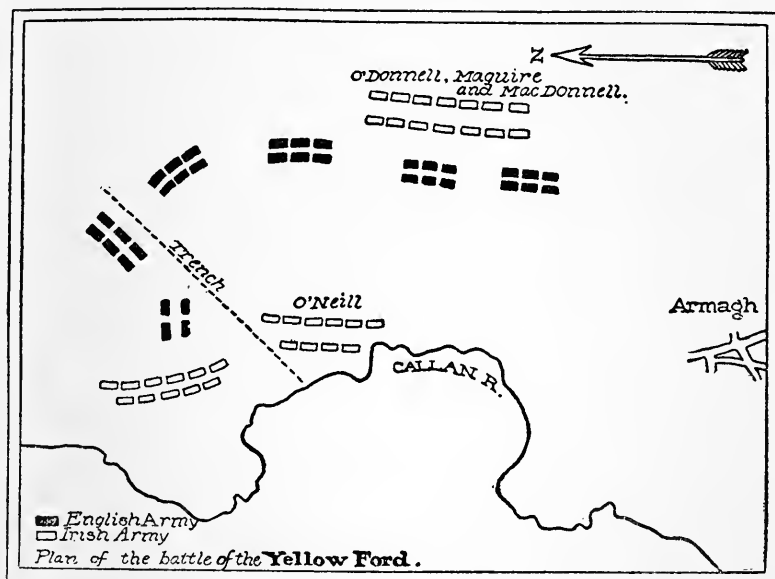 N
O'Donnell, Maguire
and MacDonnell.
Trench
O'Neill
Armagh
CALLAN R.
English Army
Irish Army
Plan of the battle of the Yellow Ford.